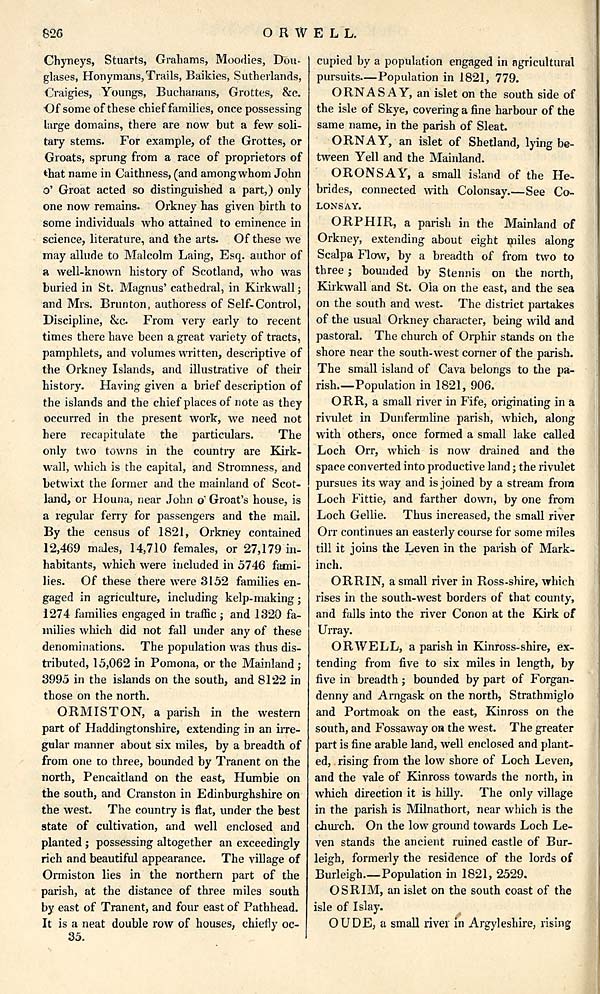 826
ORWELL.
Chyneys, Stuarts, Grahams, Moodies, Dou-
glases, Honymans, Trails, Baikies, Sutherlands,
Craigies, Youngs, Buchanans, Grottes, &c.
Of some of these chief families, once possessing
large domains, there are now but a few soli-
tary stems. For example, of the Grottes, or
Groats, sprung from a race of proprietors of
that name in Caithness, (and among whom John
o' Groat acted so distinguished a part,) only
one now remains. Orkney has given birth to
some individuals who attained to eminence in
science, literature, and the arts. Of these we
may allude to Malcolm Laing, Esq. author of
a well-known history of Scotland, who was
buried in St. Magnus' cathedral, in Kirkwall;
and Mrs. Brunton, authoress of Self-Control,
Discipline, &c. From very early to recent
times there have been a great variety of tracts,
pamphlets, and volumes written, descriptive of
the Orkney Islands, and illustrative of their
history. Having given a brief description of
the islands and the chief places of note as they
occurred in the present work, we need not
here recapitulate the particulars. The
only two towns in the country are Kirk-
wall, which is the capital, and Stromness, and
betwixt the former and the mainland of Scot-
land, or Houna, near John o' Groat's house, is
a regular ferry for passengers and the mail.
By the census of 1821, Orkney contained
12,469 males, 14,710 females, or 27,179 in-
habitants, which were included in 5746 fami-
lies. Of these there were 3152 families en-
gaged in agriculture, including kelp-making;
1274 families engaged in traffic; and 1320 fa-
milies which did not fall under any of these
denominations. The population was thus dis-
tributed, 15,062 in Pomona, or the Mainland;
3995 in the islands on the south, and 8122 in
those on the north.
ORMISTON, a parish in the western
part of Haddingtonshire, extending in an irre-
gular manner about six miles, by a breadth of
from one to three, bounded by Tranent on the
north, Pencaitland on the east, Humbie on
the south, and Cranston in Edinburghshire on
the west. The country is flat, under the best
state of cultivation, and well enclosed and
planted; possessing altogether an exceedingly
rich and beautiful appearance. The village of
Ormiston lies in the northern part of the
parish, at the distance of three miles south
by east of Tranent, and four east of Pathhead.
It is a neat double row of houses, chiefly oc-
35.
cupied by a population engaged in agricultural
pursuits.—Population in 1821, 779.
ORNASAY, an islet on the south side of
the isle of Skye, covering a fine harbour of the
same name, in the parish of Sleat.
ORNAY, an islet of Shetland, lying be-
tween Yell and the Mainland.
ORONSAY, a small island of the He-
brides, connected with Colonsay.—See Co-
LONSAY.
ORPHIR, a parish in the Mainland of
Orkney, extending about eight miles along
Scalpa Flow, by a breadth of from two to
three; bounded by Stennis on the north,
Kirkwall and St. Ola on the east, and the sea
on the south and west. The district partakes
of the usual Orkney character, being wild and
pastoral. The church of Orphir stands on the
shore near the south-west corner of the parish.
The small island of Cava belongs to the pa-
rish.—Population in 1821, 906.
ORR, a small river in Fife, originating in a
rivulet in Dunfermline parish, which, along
with others, once formed a small lake called
Loch Orr, which is now drained and the
space converted into productive land; the rivulet
pursues its way and is joined by a stream from
Loch Fittie, and farther down, by one from
Loch Gellie. Thus increased, the small river
Orr continues an easterly course for some miles
till it joins the Leven in the parish of Mark-
inch.
ORRIN, a small river in Ross-shire, which
rises in the south-west borders of that county,
and falls into the river Conon at the Kirk of
Urray.
ORWELL, a parish in Kinross-shire, ex-
tending from five to six miles in length, by
five in breadth; bounded by part of Forgan-
denny and Arngask on the north, Strathmiglo
and Portmoak on the east, Kinross on the
south, and Fossaway on the west. The greater
part is fine arable land, well enclosed and plant-
ed, rising from the low shore of Loch Leven,
and the vale of Kinross towards the north, in
which direction it is hilly. The only village
in the parish is Milnathort, near which is the
church. On the low ground towards Loch Le-
ven stands the ancient ruined castle of Bur-
leigh, formerly the residence of the lords of
Burleigh.—Population in 1821, 2529.
OSRIM, an islet on the south coast of the
isle of Islay.
OUDE, a small river in Argyleshire, rising